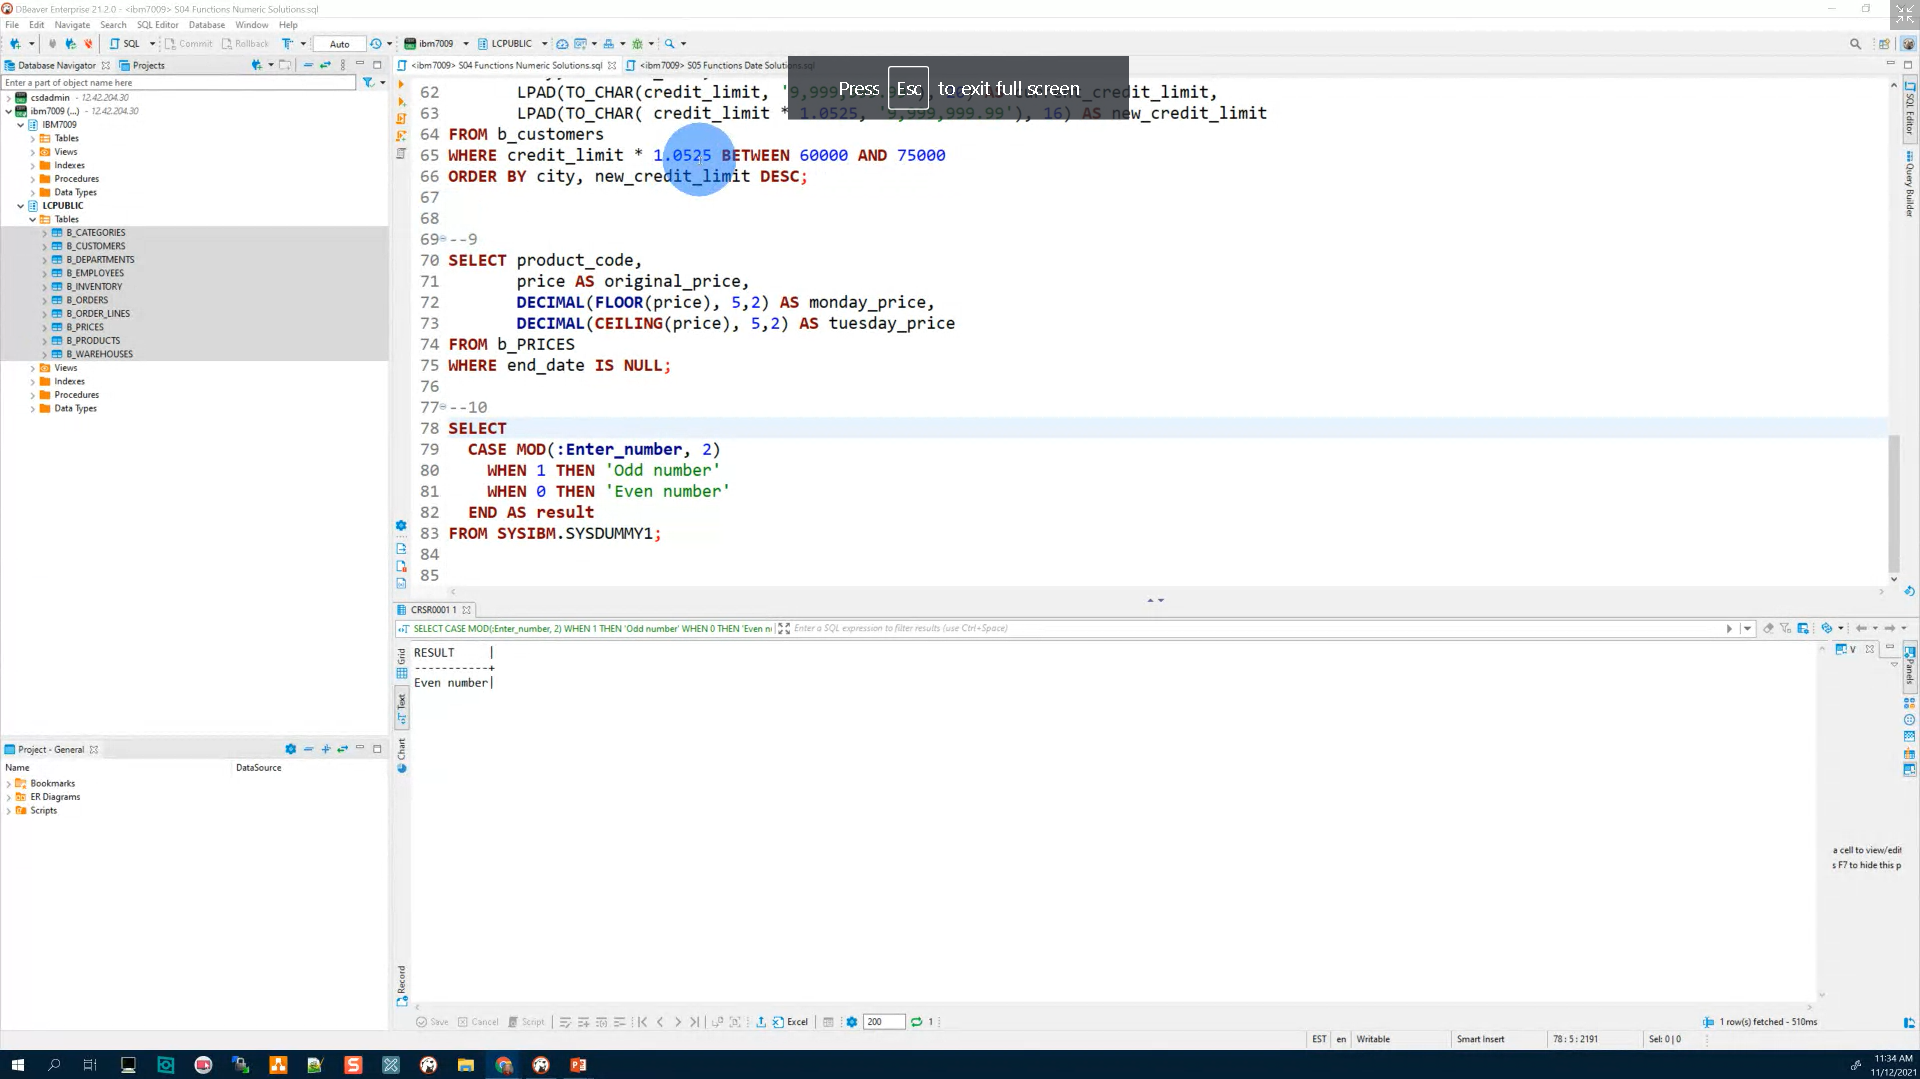 DBeaver Enterprise 21.2.0 - <ibm7009> S04 Functions Numeric Solutions.sql
File Edit Navigate Search SQL Editor Database Window Help
SQL Commit Rollback Auto ibm7009 LCPUBLIC
Database Navigator Projects
<ibm7009> S04 Functions Numeric Solutions.sql <ibm7009> S05 Functions Date Solutions.sql
Press Esc to exit full screen
Enter a part of object name here
csdadmin - 12.42.204.30
ibm7009 (...) - 12.42.204.30
IBM7009
Tables
Views
Indexes
Procedures
Data Types
LCPUBLIC
Tables
B_CATEGORIES
B_CUSTOMERS
B_DEPARTMENTS
B_EMPLOYEES
B_INVENTORY
B_ORDERS
B_ORDER_LINES
B_PRICES
B_PRODUCTS
B_WAREHOUSES
Views
Indexes
Procedures
Data Types
62 LPAD(TO_CHAR(credit_limit, '9,999, credit_limit,
63 LPAD(TO_CHAR( credit_limit * 1.0525, '9,999,999.99'), 16) AS new_credit_limit
64 FROM b_customers
65 WHERE credit_limit * 1.0525 BETWEEN 60000 AND 75000
66 ORDER BY city, new_credit_limit DESC;
67
68
69 --9
70 SELECT product_code,
71 price AS original_price,
72 DECIMAL(FLOOR(price), 5,2) AS monday_price,
73 DECIMAL(CEILING(price), 5,2) AS tuesday_price
74 FROM b_PRICES
75 WHERE end_date IS NULL;
76
77 --10
78 SELECT
79 CASE MOD(:Enter_number, 2)
80 WHEN 1 THEN 'Odd number'
81 WHEN 0 THEN 'Even number'
82 END AS result
83 FROM SYSIBM.SYSDUMMY1;
84
85
SQL Editor
Query Builder
CRSR0001 1
SELECT CASE MOD(:Enter_number, 2) WHEN 1 THEN 'Odd number' WHEN 0 THEN 'Even n Enter a SQL expression to filter results (use Ctrl+Space)
Grid
Text
Chart
Record
RESULT |
-----------+
Even number|
V
Panels
a cell to view/edit
s F7 to hide this p
Project - General
Name DataSource
Bookmarks
ER Diagrams
Scripts
Save Cancel Script Excel 200 1 1 row(s) fetched - 510ms
EST en Writable Smart Insert 78 : 5 : 2191 Sel: 0 | 0
11:34 AM
11/12/2021